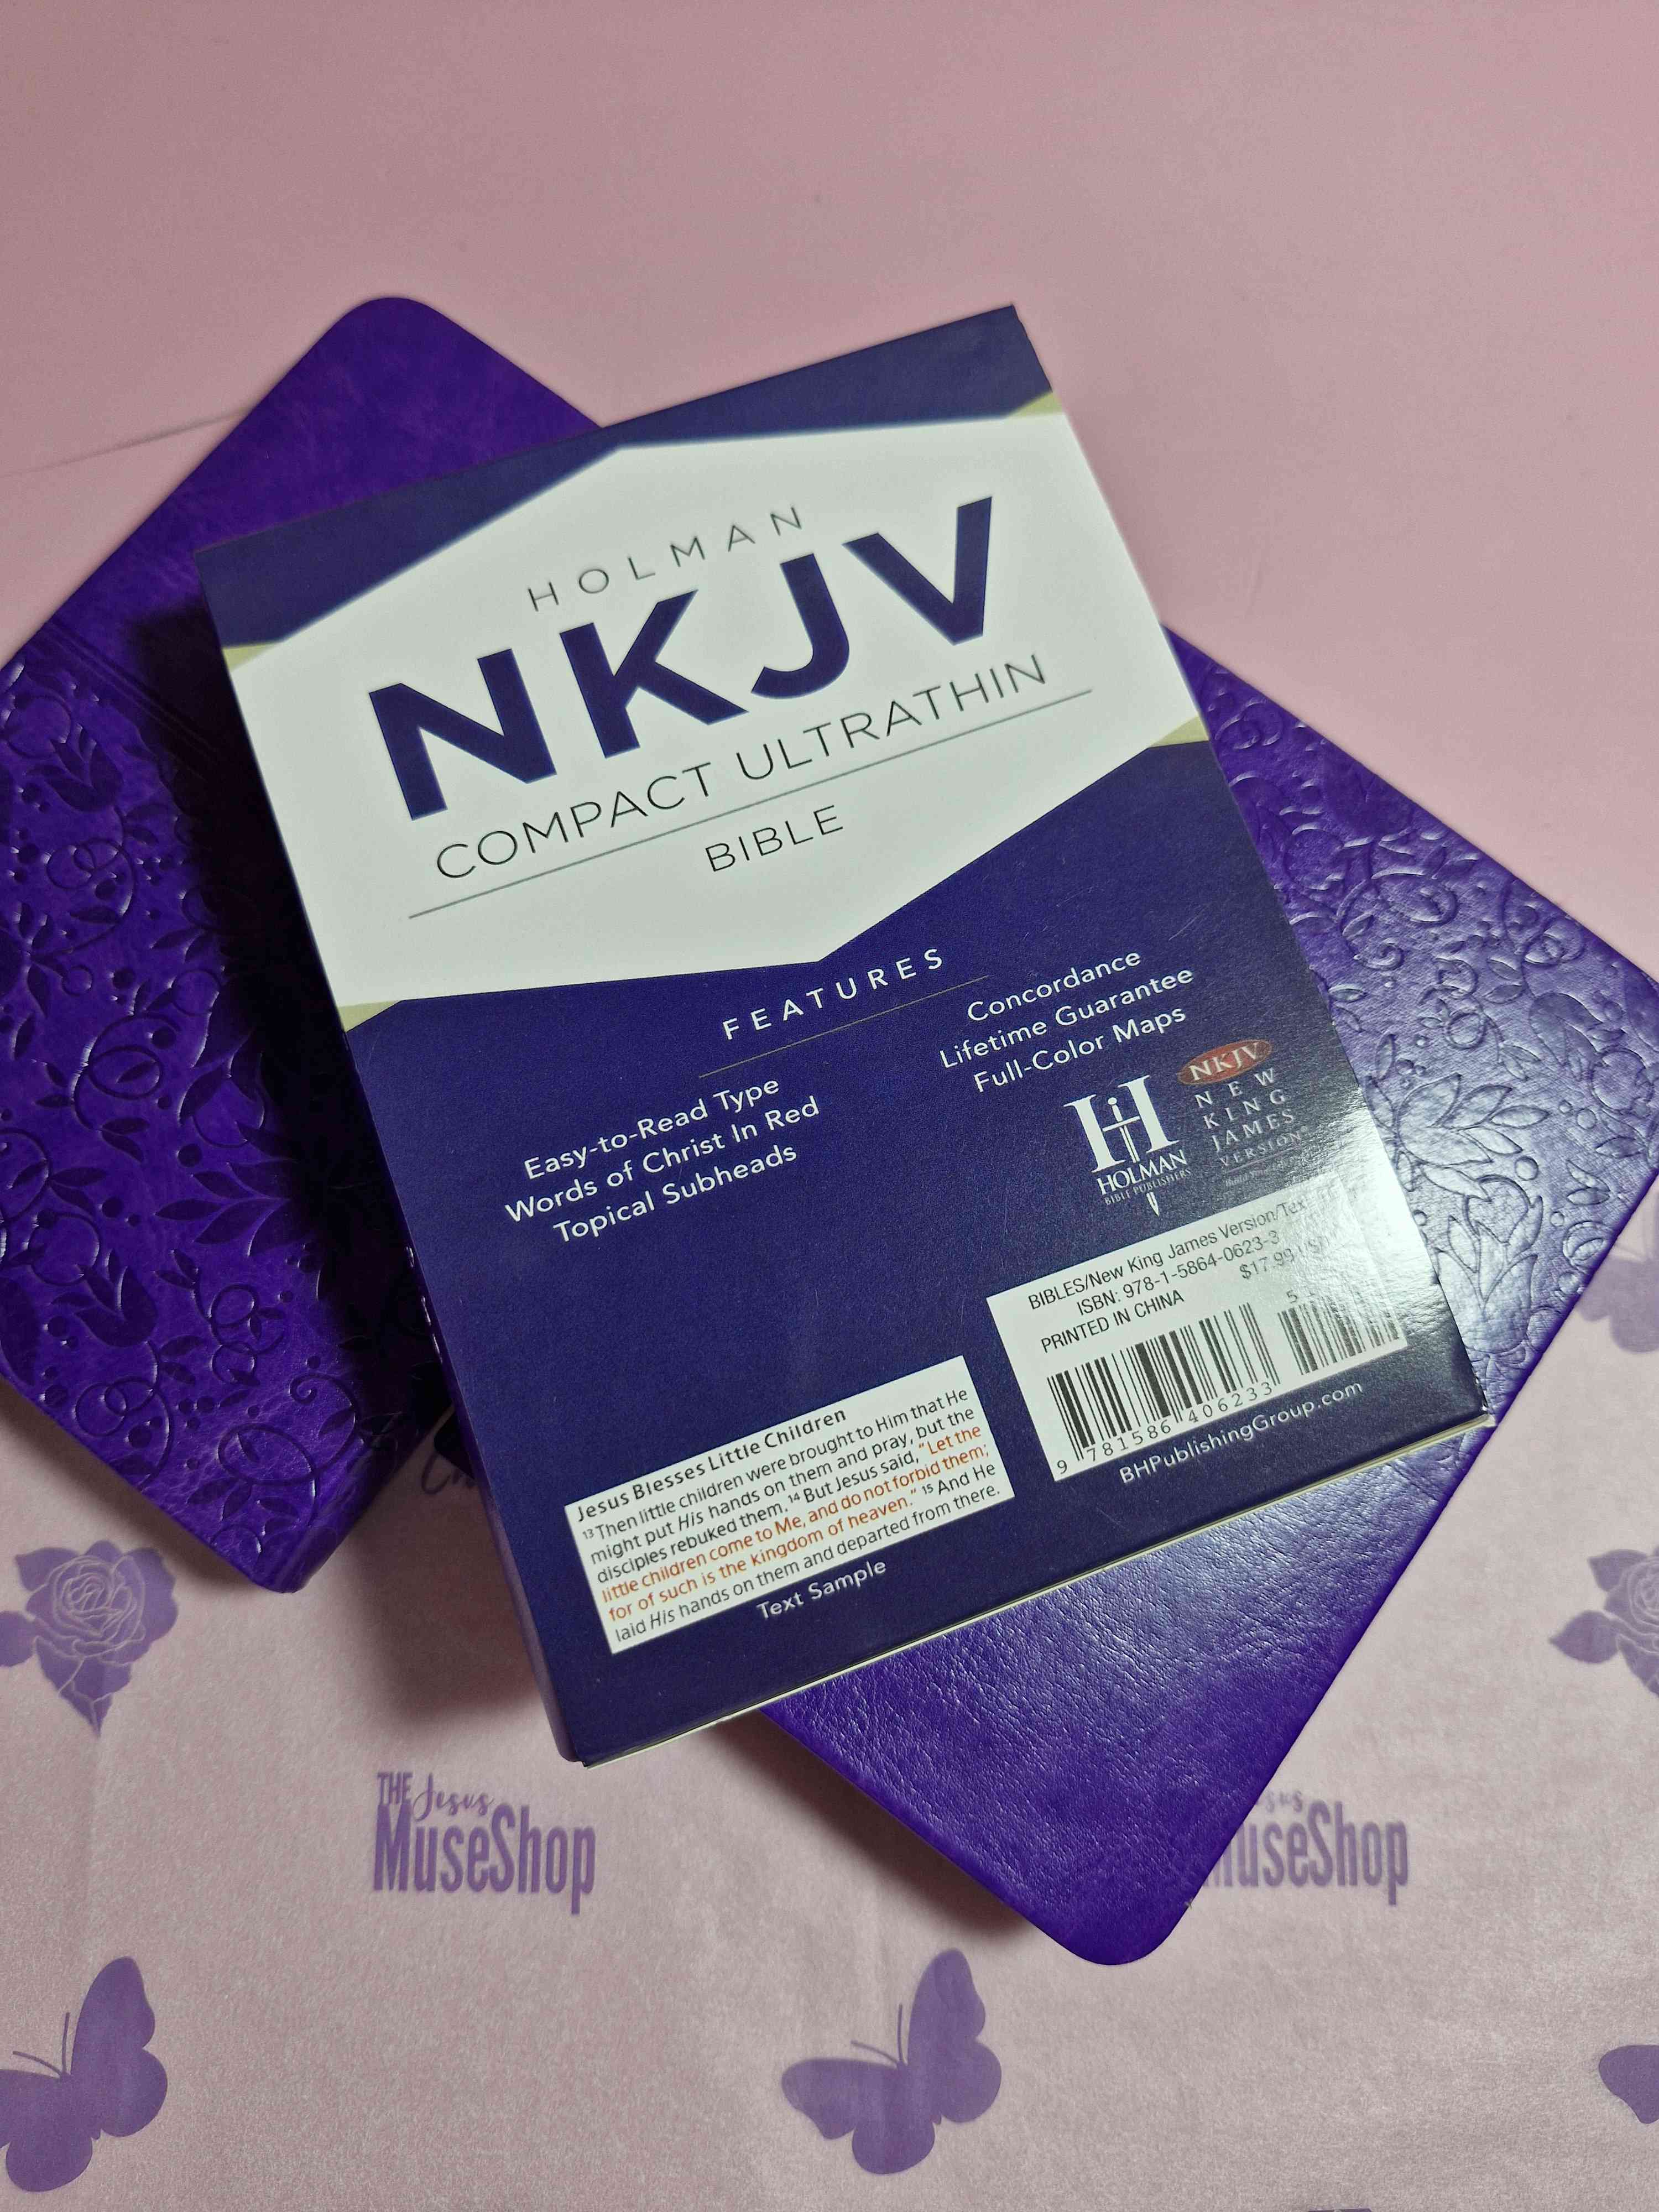 HOLMAN
NKJV
COMPACT ULTRATHIN
BIBLE
FEATURES
Easy-to-Read Type
Words of Christ In Red
Topical Subheads
Concordance
Lifetime Guarantee
Full-Color Maps
H
HOLMAN
BIBLE PUBLISHERS
NKJV
NEW
KING
JAMES
VERSION®
BIBLES/New King James Version/Tex
ISBN: 978-1-5864-0623-3
$17.99
PRINTED IN CHINA
5
9 781586 406233
BHPublishingGroup.com
Jesus Blesses Little Children
¹³ Then little children were brought to Him that He
might put His hands on them and pray, but the
disciples rebuked them. ¹⁴ But Jesus said, "Let the
little children come to Me, and do not forbid them;
for of such is the kingdom of heaven." ¹⁵ And He
laid His hands on them and departed from there.
Text Sample
THE Jesus
MuseShop
MuseShop